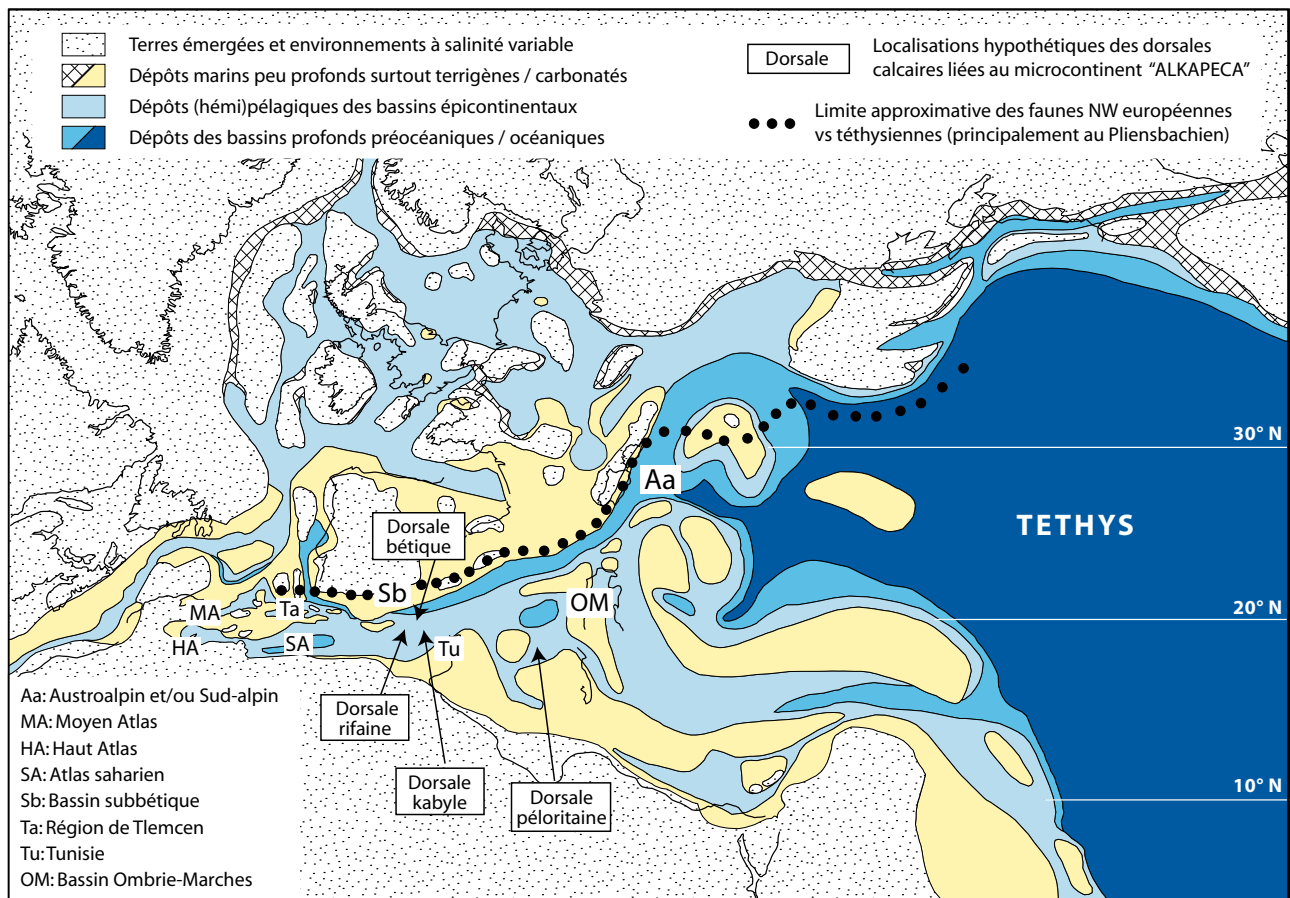 Terres émergées et environnements à salinité variable
Dépôts marins peu profonds surtout terrigènes / carbonatés
Dépôts (hémi)pélagiques des bassins épicontinentaux
Dépôts des bassins profonds préocéaniques / océaniques
Dorsale
Localisations hypothétiques des dorsales
calcaires liées au microcontinent “ALKAPECA”
Limite approximative des faunes NW européennes
vs téthysiennes (principalement au Pliensbachien)
30° N
Aa
TETHYS
Dorsale
bétique
Sb
OM
20° N
MA
Ta
HA
SA
Tu
Dorsale
rifaine
Dorsale
kabyle
Dorsale
péloritaine
10° N
Aa: Austroalpin et/ou Sud-alpin
MA: Moyen Atlas
HA: Haut Atlas
SA: Atlas saharien
Sb: Bassin subbétique
Ta: Région de Tlemcen
Tu: Tunisie
OM: Bassin Ombrie-Marches